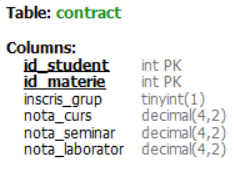 Table: contract
Columns:
id_student int PK
id_materie int PK
inscris_grup tinyint(1)
nota_curs decimal(4,2)
nota_seminar decimal(4,2)
nota_laborator decimal(4,2)